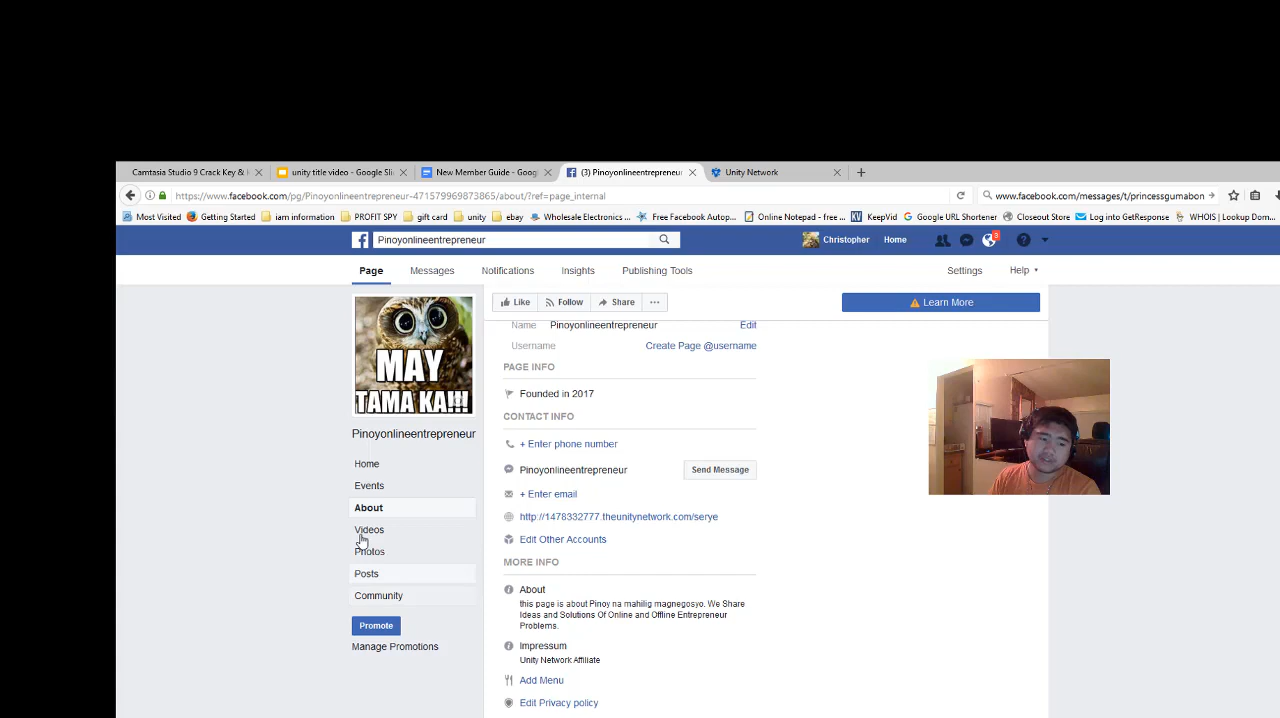 Camtasia Studio 9 Crack Key &
unity title video - Google Sli
New Member Guide - Goog
(3) Pinoyonlineentrepreneur
Unity Network
https://www.facebook.com/pg/Pinoyonlineentrepreneur-471579969873865/about/?ref=page_internal
www.facebook.com/messages/t/princessgumabon
Most Visited
Getting Started
iam information
PROFIT SPY
gift card
unity
ebay
Wholesale Electronics ...
Free Facebook Autop...
Online Notepad - free ...
KeepVid
Google URL Shortener
Closeout Store
Log into GetResponse
WHOIS | Lookup Dom...
Pinoyonlineentrepreneur
Christopher
Home
3
Page
Messages
Notifications
Insights
Publishing Tools
Settings
Help
Like
Follow
Share
Learn More
MAY
TAMA KA!!!
Pinoyonlineentrepreneur
Home
Events
About
Videos
Photos
Posts
Community
Promote
Manage Promotions
Name Pinoyonlineentrepreneur Edit
Username Create Page @username
PAGE INFO
Founded in 2017
CONTACT INFO
+ Enter phone number
Pinoyonlineentrepreneur Send Message
+ Enter email
http://1478332777.theunitynetwork.com/serye
Edit Other Accounts
MORE INFO
About
this page is about Pinoy na mahilig magnegosyo. We Share
Ideas and Solutions Of Online and Offline Entrepreneur
Problems.
Impressum
Unity Network Affiliate
Add Menu
Edit Privacy policy